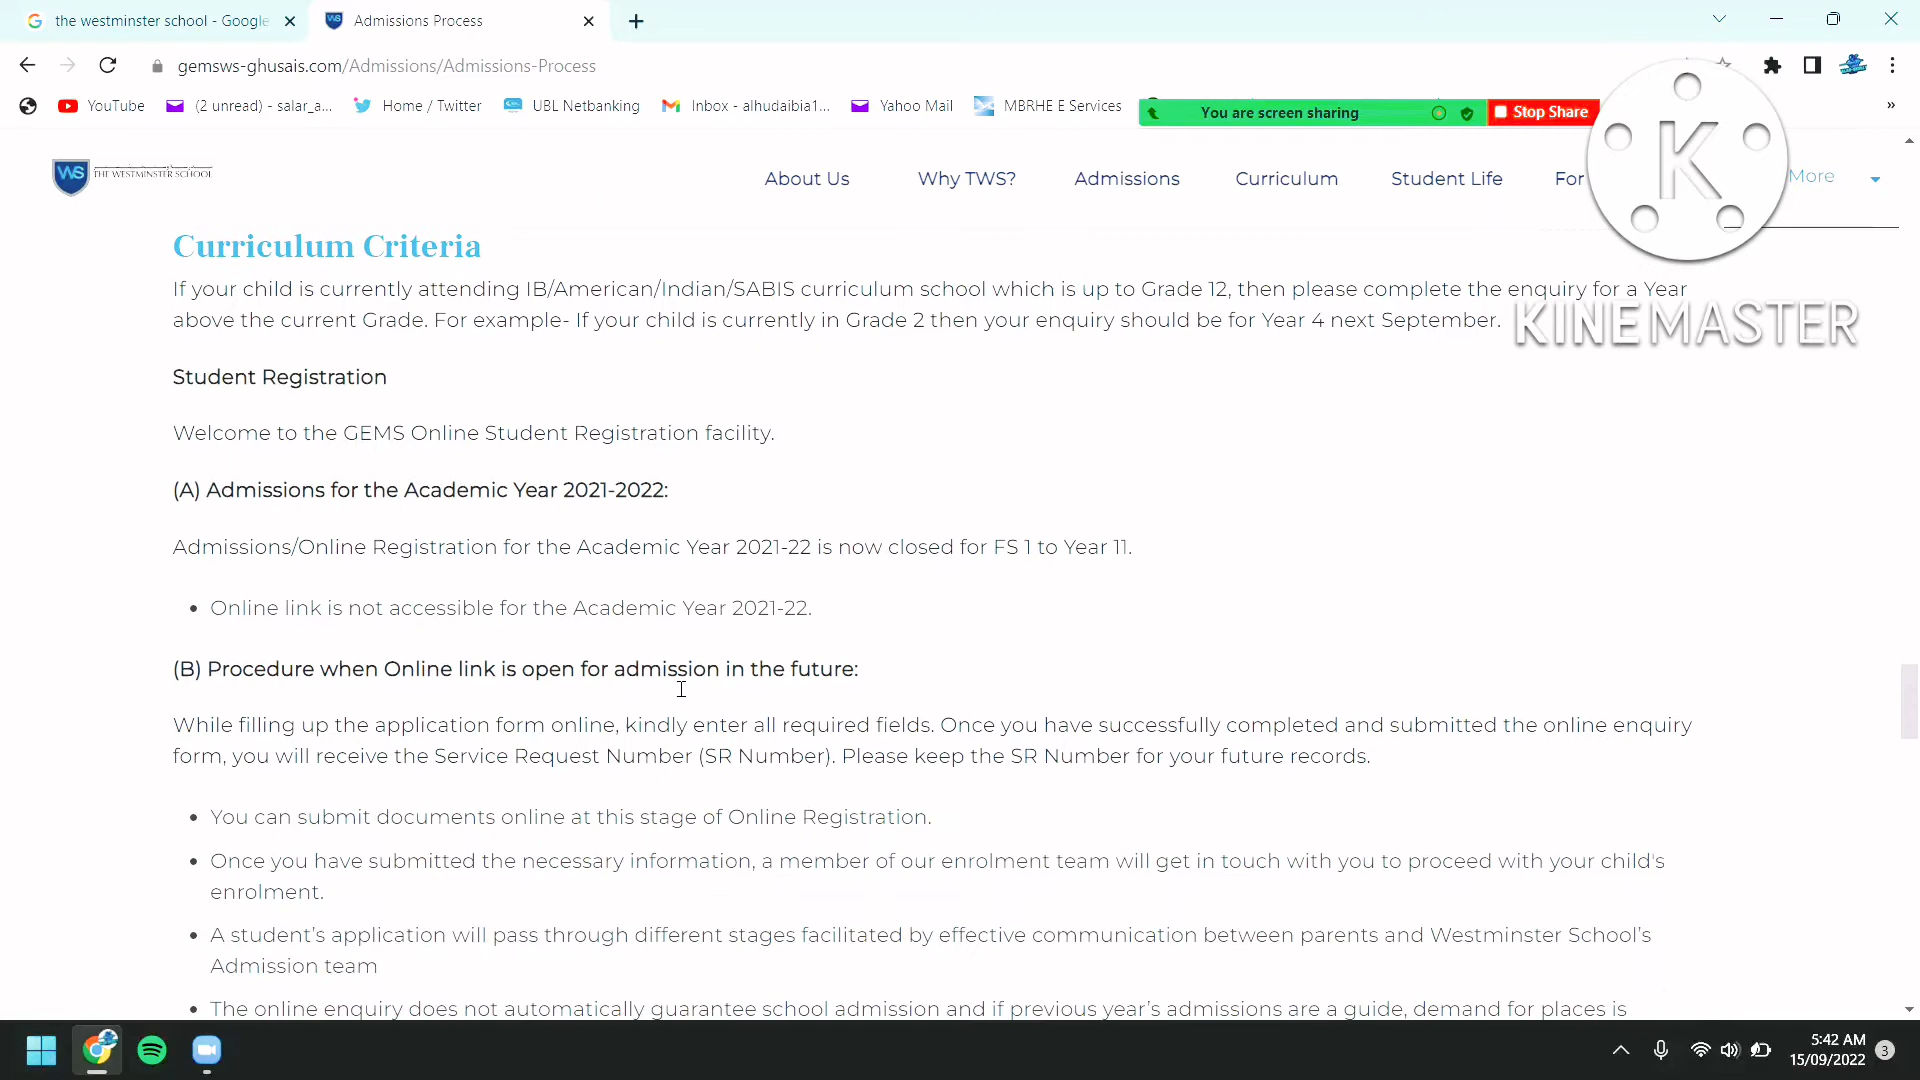 the westminster school - Google
Admissions Process
gemsws-ghusais.com/Admissions/Admissions-Process
YouTube
(2 unread) - salar_a...
Home / Twitter
UBL Netbanking
Inbox - alhudaibia1...
Yahoo Mail
MBRHE E Services
You are screen sharing
Stop Share
»
WS
THE WESTMINSTER SCHOOL
About Us
Why TWS?
Admissions
Curriculum
Student Life
For
More
K
KINEMASTER
Curriculum Criteria
If your child is currently attending IB/American/Indian/SABIS curriculum school which is up to Grade 12, then please complete the enquiry for a Year
above the current Grade. For example- If your child is currently in Grade 2 then your enquiry should be for Year 4 next September.
Student Registration
Welcome to the GEMS Online Student Registration facility.
(A) Admissions for the Academic Year 2021-2022:
Admissions/Online Registration for the Academic Year 2021-22 is now closed for FS 1 to Year 11.
• Online link is not accessible for the Academic Year 2021-22.
(B) Procedure when Online link is open for admission in the future:
While filling up the application form online, kindly enter all required fields. Once you have successfully completed and submitted the online enquiry
form, you will receive the Service Request Number (SR Number). Please keep the SR Number for your future records.
• You can submit documents online at this stage of Online Registration.
• Once you have submitted the necessary information, a member of our enrolment team will get in touch with you to proceed with your child's
enrolment.
• A student's application will pass through different stages facilitated by effective communication between parents and Westminster School's
Admission team
• The online enquiry does not automatically guarantee school admission and if previous year's admissions are a guide, demand for places is
5:42 AM
15/09/2022
3